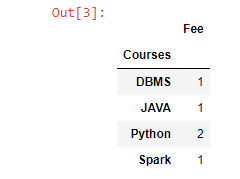 Out[3]:
Fee
Courses
DBMS 1
JAVA 1
Python 2
Spark 1